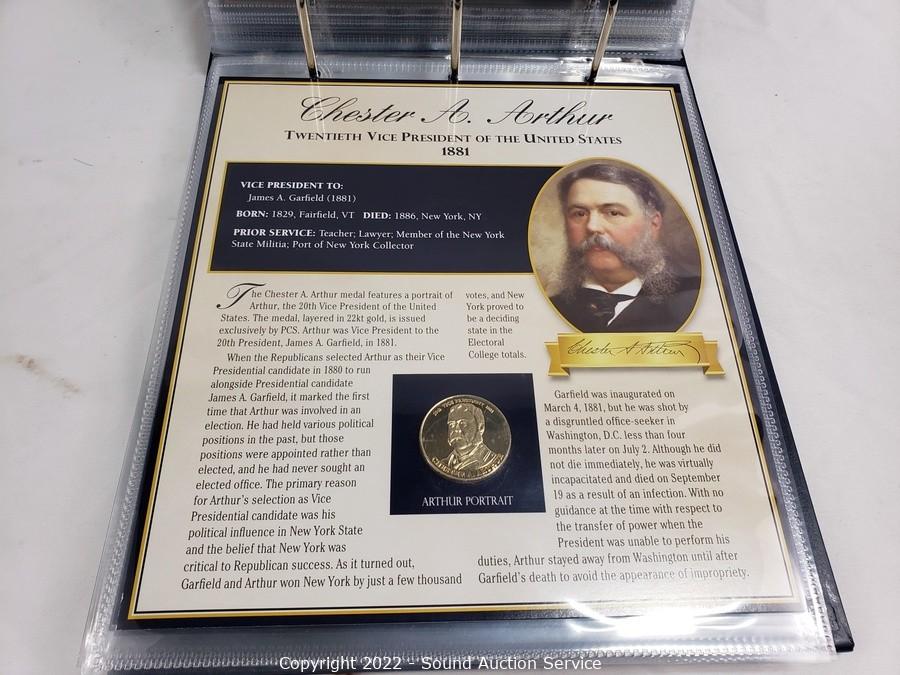 Chester A. Arthur
TWENTIETH VICE PRESIDENT OF THE UNITED STATES
1881
VICE PRESIDENT TO:
James A. Garfield (1881)
BORN: 1829, Fairfield, VT DIED: 1886, New York, NY
PRIOR SERVICE: Teacher; Lawyer; Member of the New York
State Militia; Port of New York Collector
The Chester A. Arthur medal features a portrait of
Arthur, the 20th Vice President of the United
States. The medal, layered in 22kt gold, is issued
exclusively by PCS. Arthur was Vice President to the
20th President, James A. Garfield, in 1881.
When the Republicans selected Arthur as their Vice
Presidential candidate in 1880 to run
alongside Presidential candidate
James A. Garfield, it marked the first
time that Arthur was involved in an
election. He had held various political
positions in the past, but those
positions were appointed rather than
elected, and he had never sought an
elected office. The primary reason
for Arthur's selection as Vice
Presidential candidate was his
political influence in New York State
and the belief that New York was
critical to Republican success. As it turned out,
Garfield and Arthur won New York by just a few thousand
votes, and New
York proved to
be a deciding
state in the
Electoral
College totals.
Chester A Arthur
ARTHUR PORTRAIT
Garfield was inaugurated on
March 4, 1881, but he was shot by
a disgruntled office-seeker in
Washington, D.C. less than four
months later on July 2. Although he did
not die immediately, he was virtually
incapacitated and died on September
19 as a result of an infection. With no
guidance at the time with respect to
the transfer of power when the
President was unable to perform his
duties, Arthur stayed away from Washington until after
Garfield's death to avoid the appearance of impropriety.
Copyright 2022 - Sound Auction Service